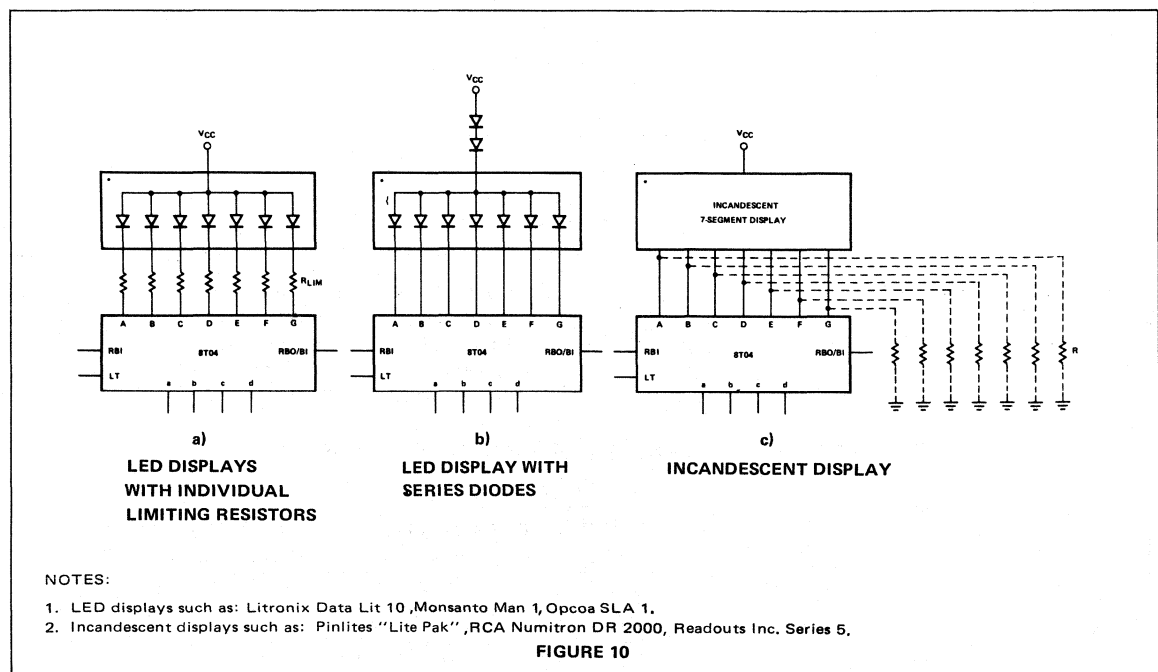 VCC
A B C D E F G
RLIM
RBI 8T04 RBO/BI
LT
a b c d
a)
LED DISPLAYS
WITH INDIVIDUAL
LIMITING RESISTORS
VCC
A B C D E F G
RBI 8T04 RBO/BI
LT
a b c d
b)
LED DISPLAY WITH
SERIES DIODES
VCC
INCANDESCENT
7-SEGMENT DISPLAY
A B C D E F G
RBI 8T04 RBO/BI
LT
R
a b c d
c)
INCANDESCENT DISPLAY
NOTES:
1. LED displays such as: Litronix Data Lit 10 ,Monsanto Man 1, Opcoa SLA 1.
2. Incandescent displays such as: Pinlites "Lite Pak" ,RCA Numitron DR 2000, Readouts Inc. Series 5.
FIGURE 10